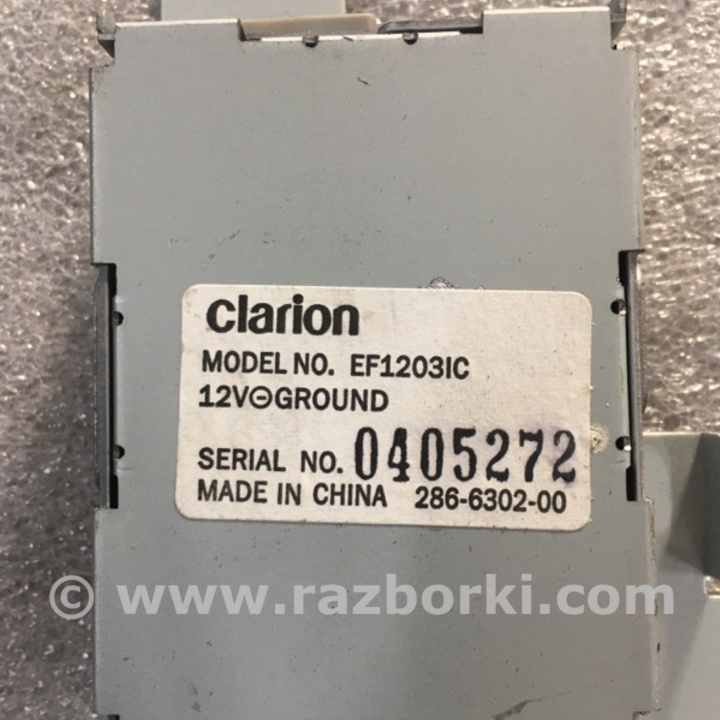 clarion
MODEL NO. EF1203IC
12V⊖GROUND
SERIAL NO. 0405272
MADE IN CHINA 286-6302-00
© www.razborki.com